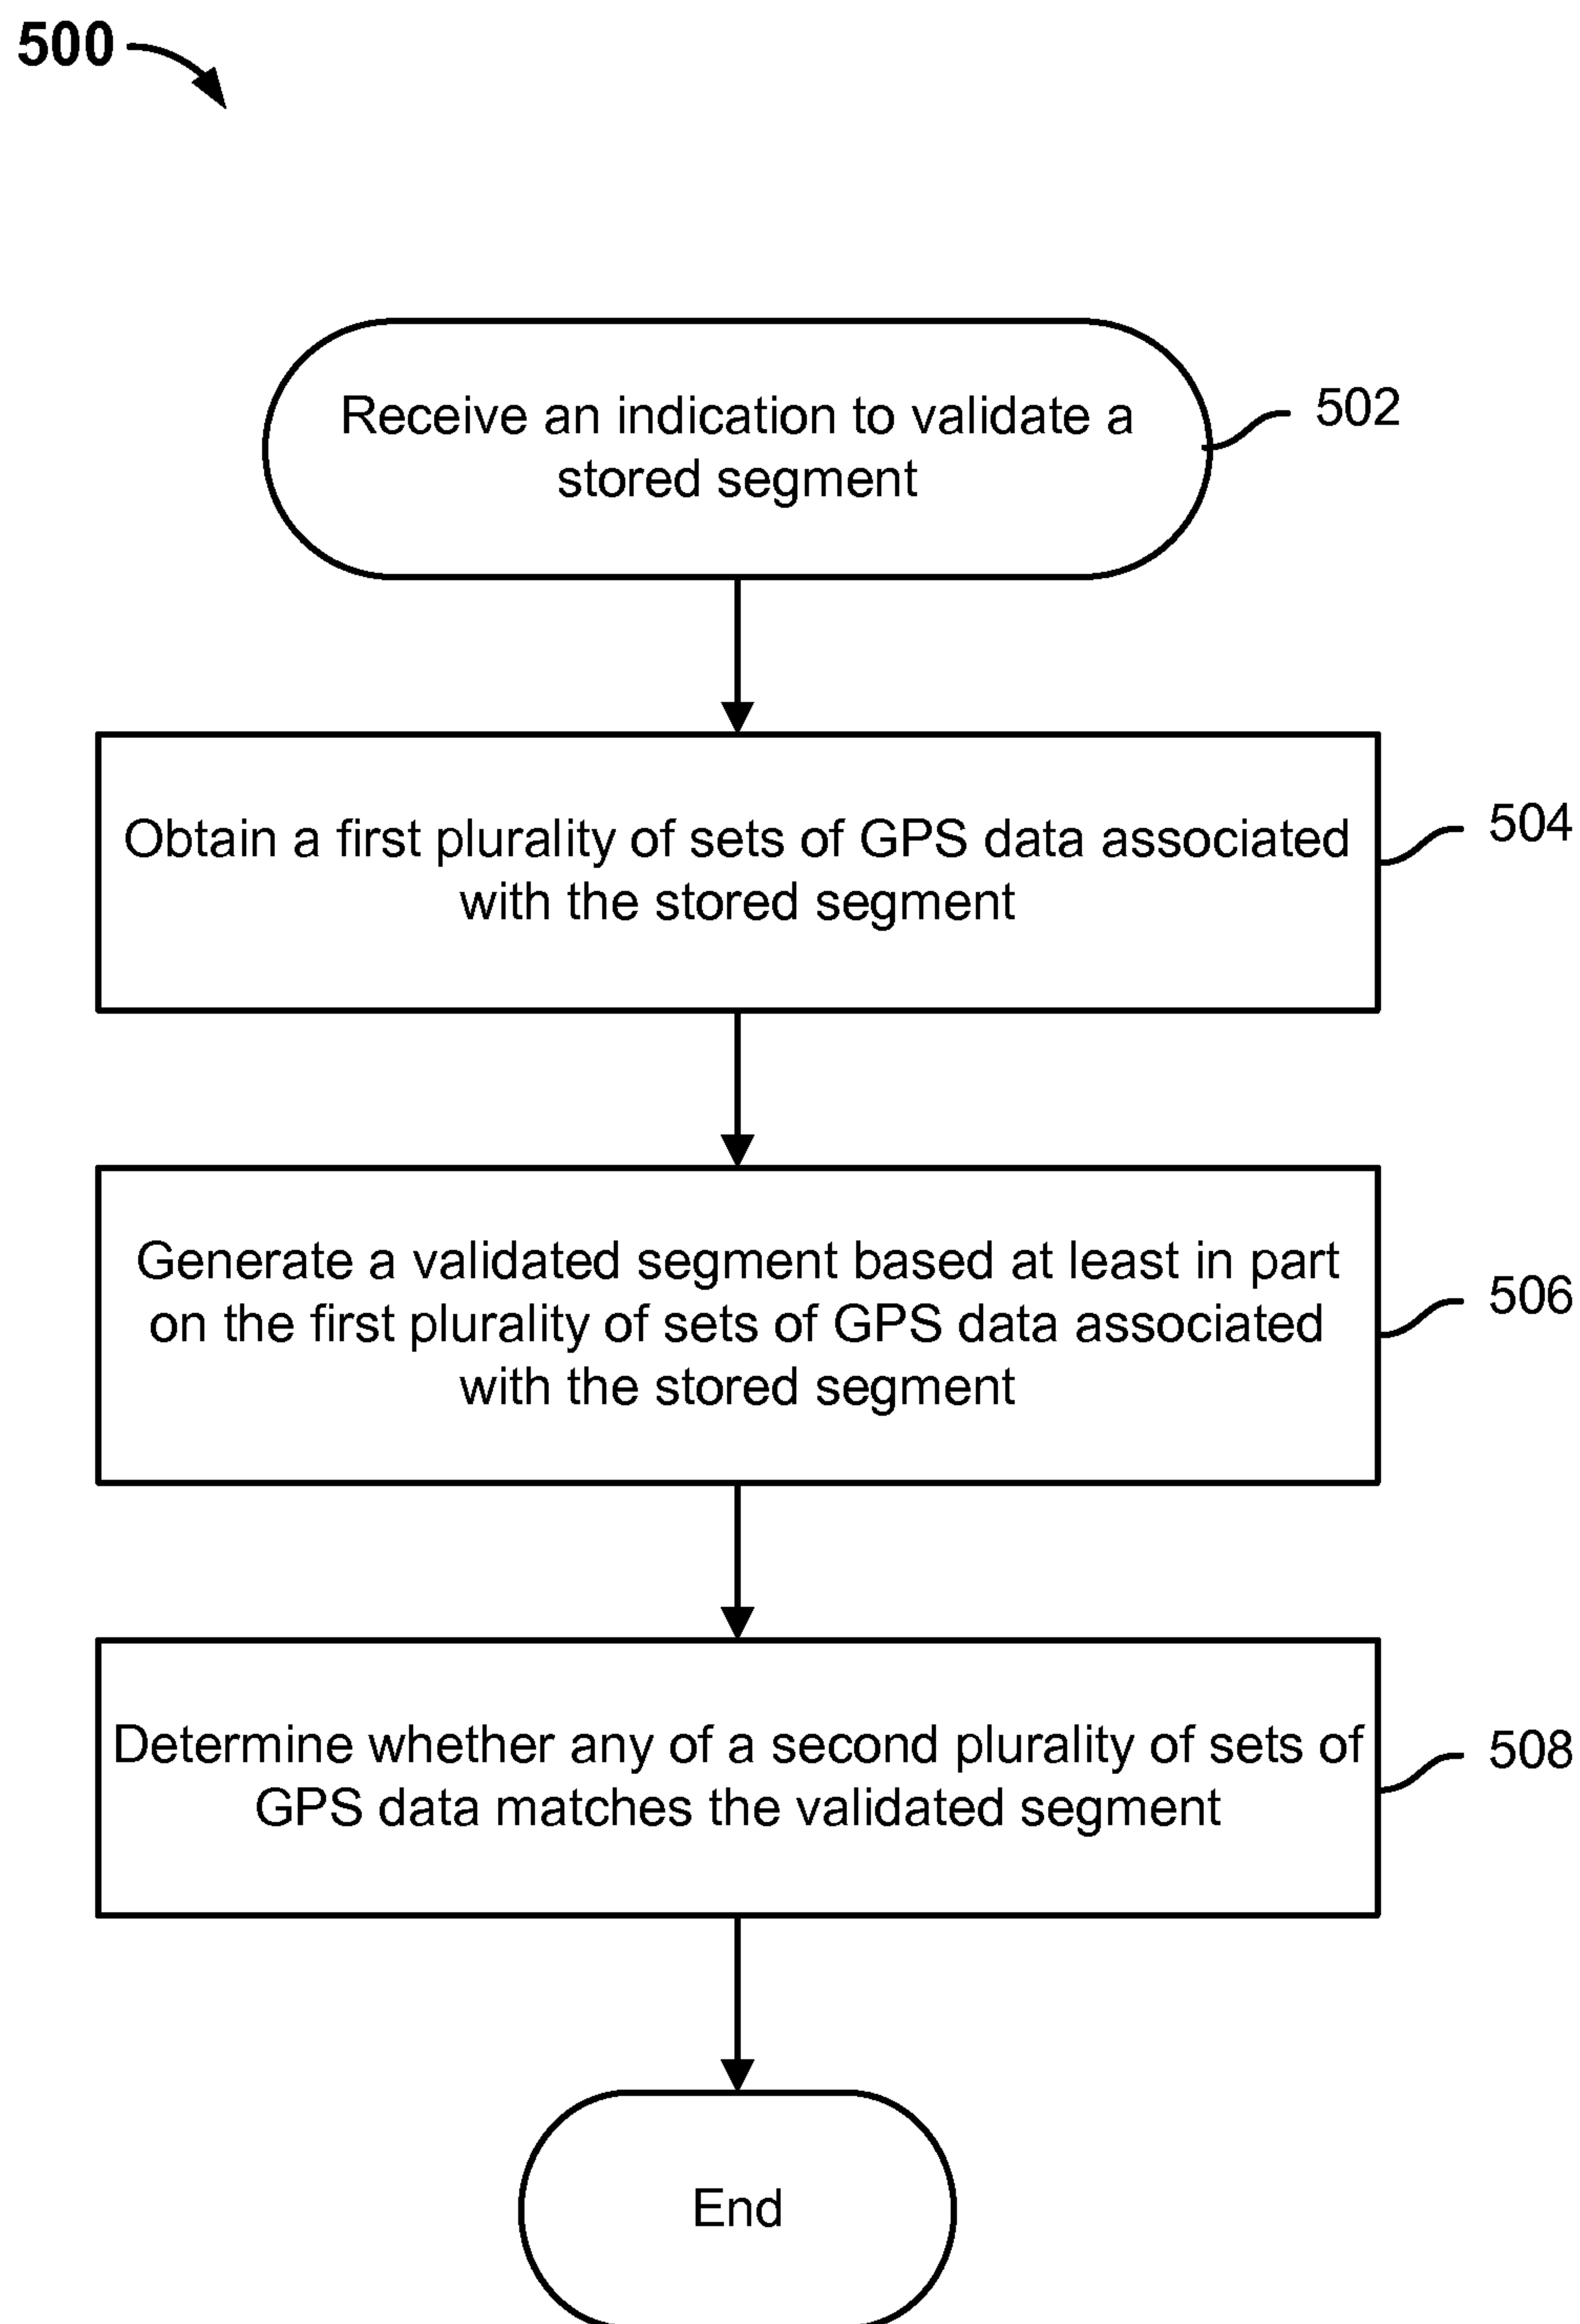 500
Receive an indication to validate a
stored segment
502
Obtain a first plurality of sets of GPS data associated
with the stored segment
504
Generate a validated segment based at least in part
on the first plurality of sets of GPS data associated
with the stored segment
506
Determine whether any of a second plurality of sets of
GPS data matches the validated segment
508
End